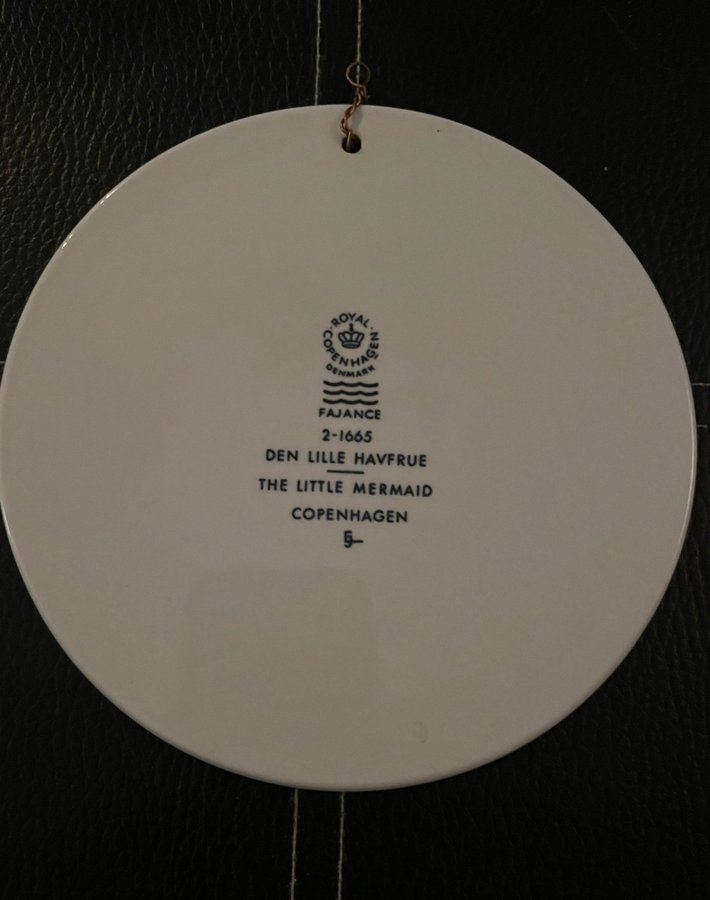 ROYAL
COPENHAGEN
DENMARK
FAJANCE
2-1665
DEN LILLE HAVFRUE
THE LITTLE MERMAID
COPENHAGEN